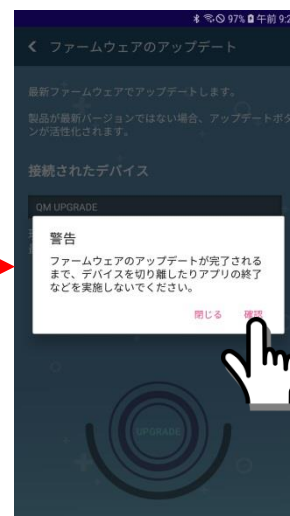 97% 午前 9:2
ファームウェアのアップデート
最新ファームウェアでアップデートします。
製品が最新バージョンではない場合、アップデートボタ
ンが活性化されます。
接続されたデバイス
QM UPGRADE
警告
ファームウェアのアップデートが完了される
まで、デバイスを切り離したりアプリの終了
などを実施しないでください。
閉じる 確認
UPGRADE